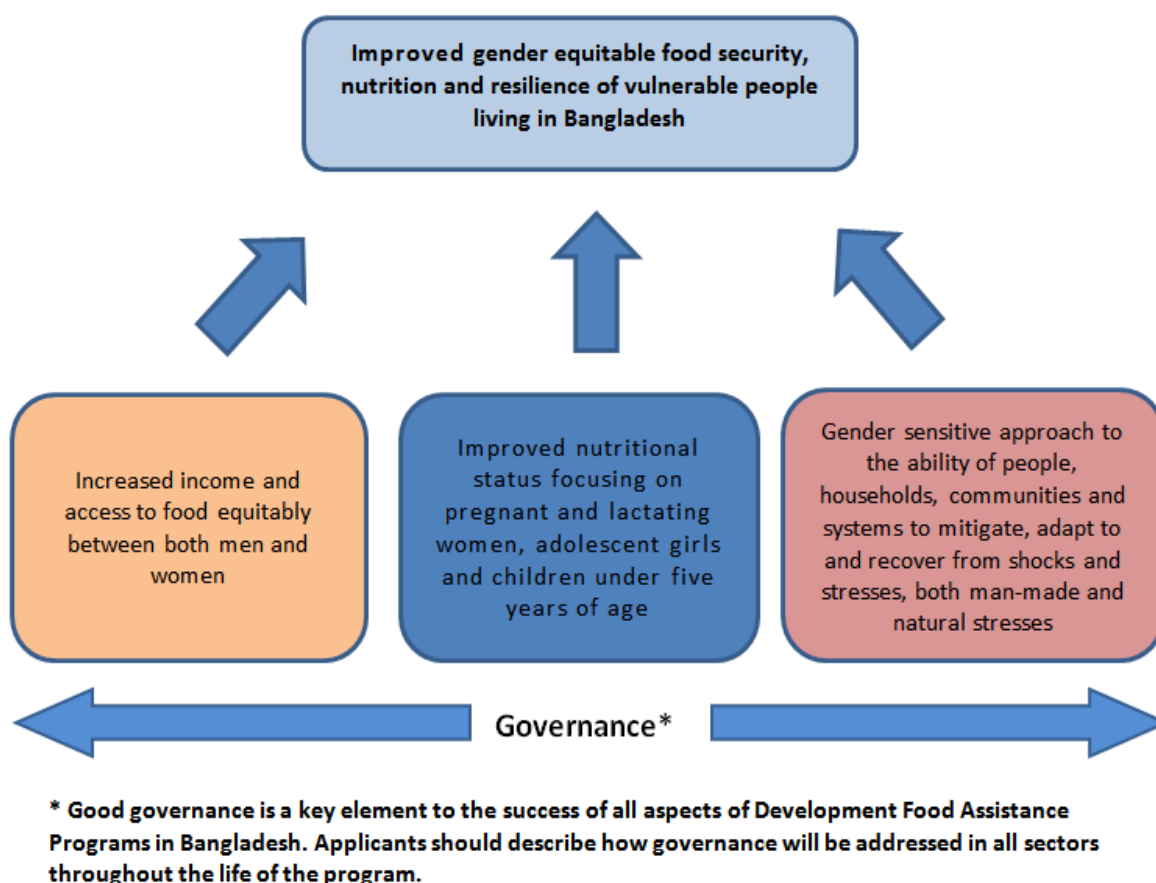 Improved gender equitable food security,
nutrition and resilience of vulnerable people
living in Bangladesh
Increased income and
access to food equitably
between both men and
women
Improved nutritional
status focusing on
pregnant and lactating
women, adolescent girls
and children under five
years of age
Gender sensitive approach to
the ability of people,
households, communities and
systems to mitigate, adapt to
and recover from shocks and
stresses, both man-made and
natural stresses
Governance*
* Good governance is a key element to the success of all aspects of Development Food Assistance
Programs in Bangladesh. Applicants should describe how governance will be addressed in all sectors
throughout the life of the program.